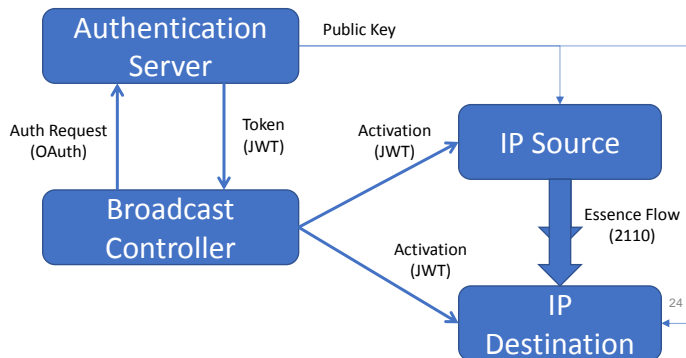 Authentication
Server
Public Key
Auth Request
(OAuth)
Token
(JWT)
Activation
(JWT)
IP Source
Broadcast
Controller
Essence Flow
(2110)
Activation
(JWT)
IP
Destination
24